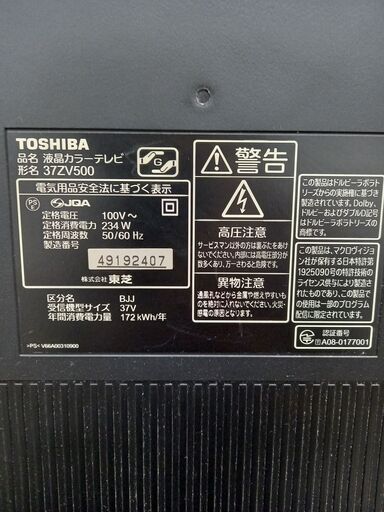 TOSHIBA
品名 液晶カラーテレビ
形名 37ZV500
G
電気用品安全法に基づく表示
PS
E
JQA
定格電圧 100V～
定格消費電力 234 W
定格周波数 50/60 Hz
製造番号
49192407
株式会社 東芝
区分名 BJJ
受信機型サイズ 37V
年間消費電力量 172 kWh/年
>PS< V66A00310900
警告
高圧注意
サービスマン以外の方は裏ぶたをあけ
ないでください。内部には高電圧部分が
数多くあり、万一さわると危険です。
異物注意
通風孔などから金属や燃えやすいも
のを絶対に入れないでください。火災・
感電の原因となります。
この製品はドルビーラボラト
リーズからの実施権に基づき
製造されています。Dolby、
ドルビー及びダブルD記号は
ドルビーラボラトリーズの商
標です。
この製品は、マクロヴィジョン
社が保有する日本特許第
1925090号の特許技術の
ライセンス供与により製造
されています。この製品の使
用は一部のプログラム
配信に限定されています。
認証番号
A08-0177001